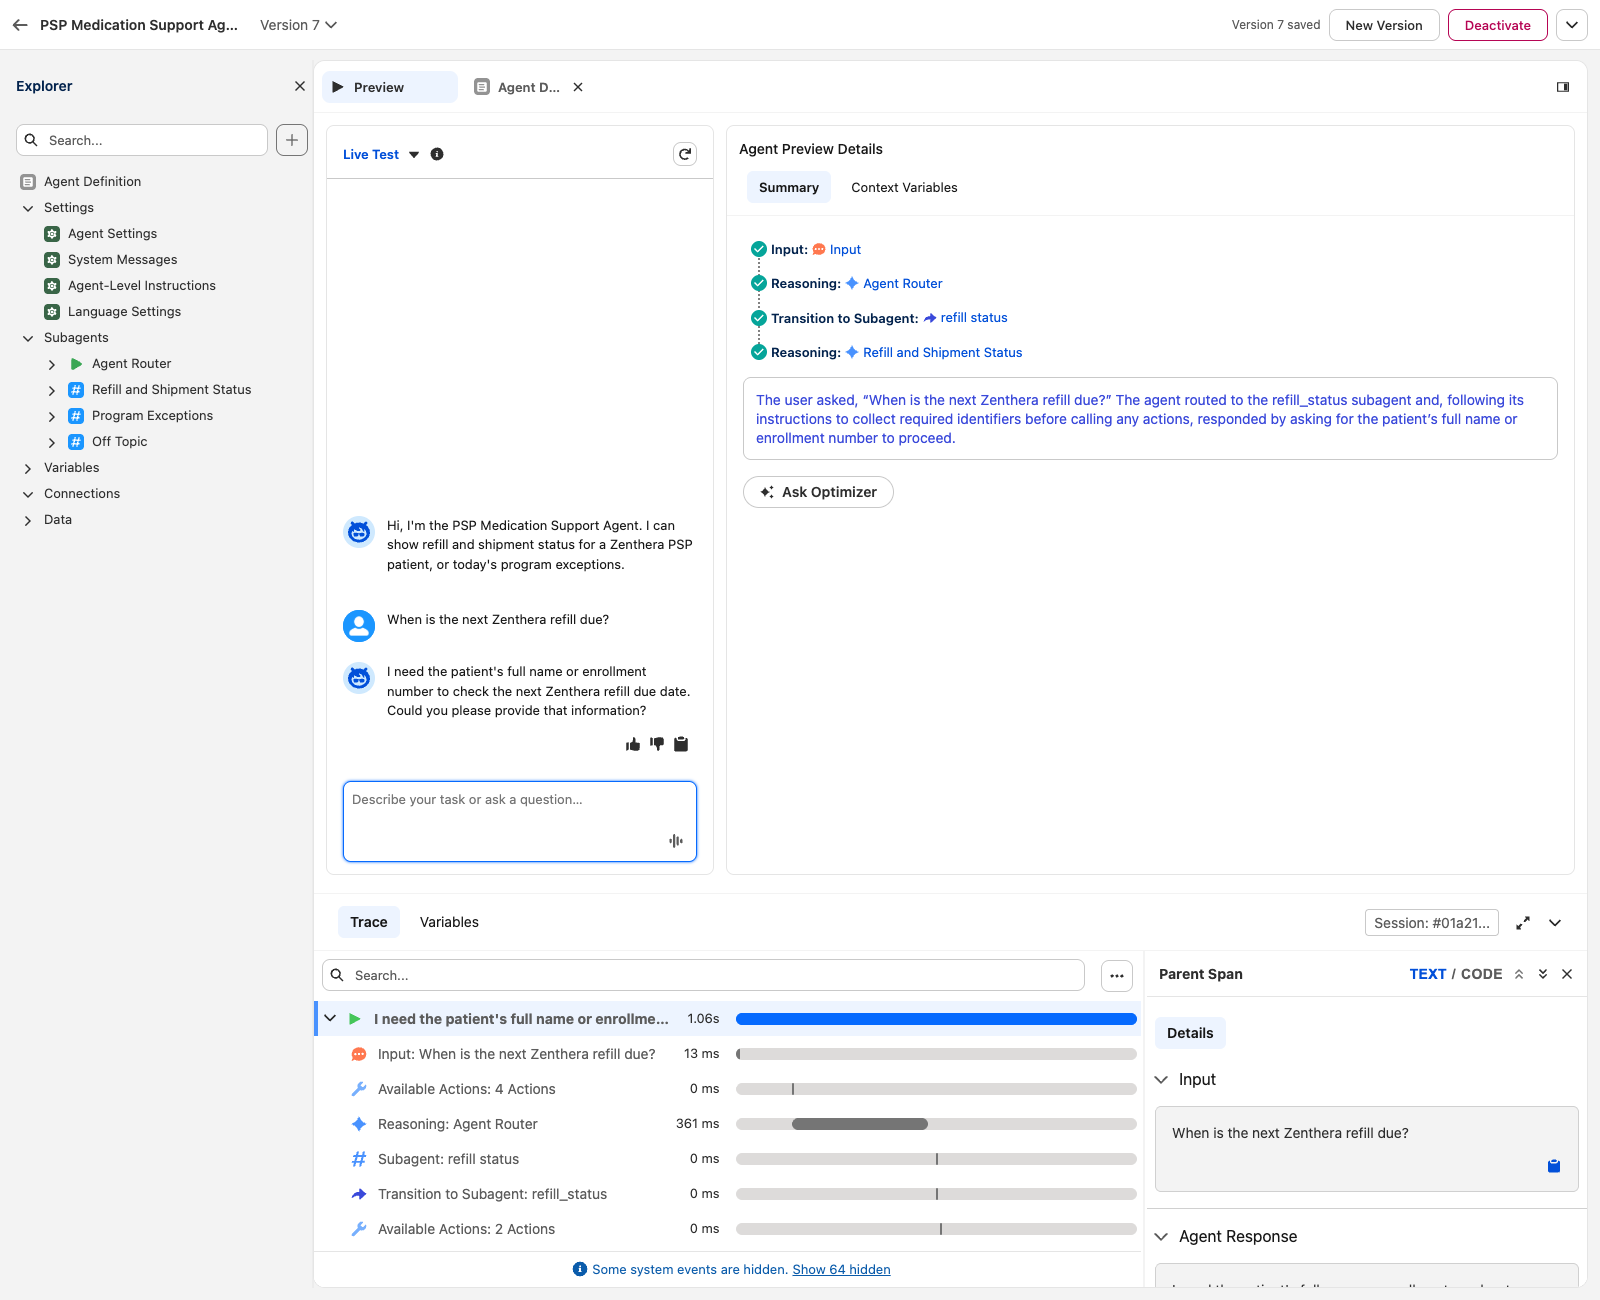 PSP Medication Support Ag...
Version 7
Version 7 saved
New Version
Deactivate
Explorer
Search...
Agent Definition
Settings
Agent Settings
System Messages
Agent-Level Instructions
Language Settings
Subagents
Agent Router
Refill and Shipment Status
Program Exceptions
Off Topic
Variables
Connections
Data
Preview
Agent D...
Live Test
Hi, I'm the PSP Medication Support Agent. I can
show refill and shipment status for a Zenthera PSP
patient, or today's program exceptions.
When is the next Zenthera refill due?
I need the patient's full name or enrollment
number to check the next Zenthera refill due date.
Could you please provide that information?
Describe your task or ask a question...
Agent Preview Details
Summary
Context Variables
Input: Input
Reasoning: Agent Router
Transition to Subagent: refill status
Reasoning: Refill and Shipment Status
The user asked, “When is the next Zenthera refill due?” The agent routed to the refill_status subagent and, following its
instructions to collect required identifiers before calling any actions, responded by asking for the patient’s full name or
enrollment number to proceed.
Ask Optimizer
Trace
Variables
Session: #01a21...
Search...
I need the patient's full name or enrollme... 1.06s
Input: When is the next Zenthera refill due? 13 ms
Available Actions: 4 Actions 0 ms
Reasoning: Agent Router 361 ms
Subagent: refill status 0 ms
Transition to Subagent: refill_status 0 ms
Available Actions: 2 Actions 0 ms
Some system events are hidden. Show 64 hidden
Parent Span
TEXT / CODE
Details
Input
When is the next Zenthera refill due?
Agent Response